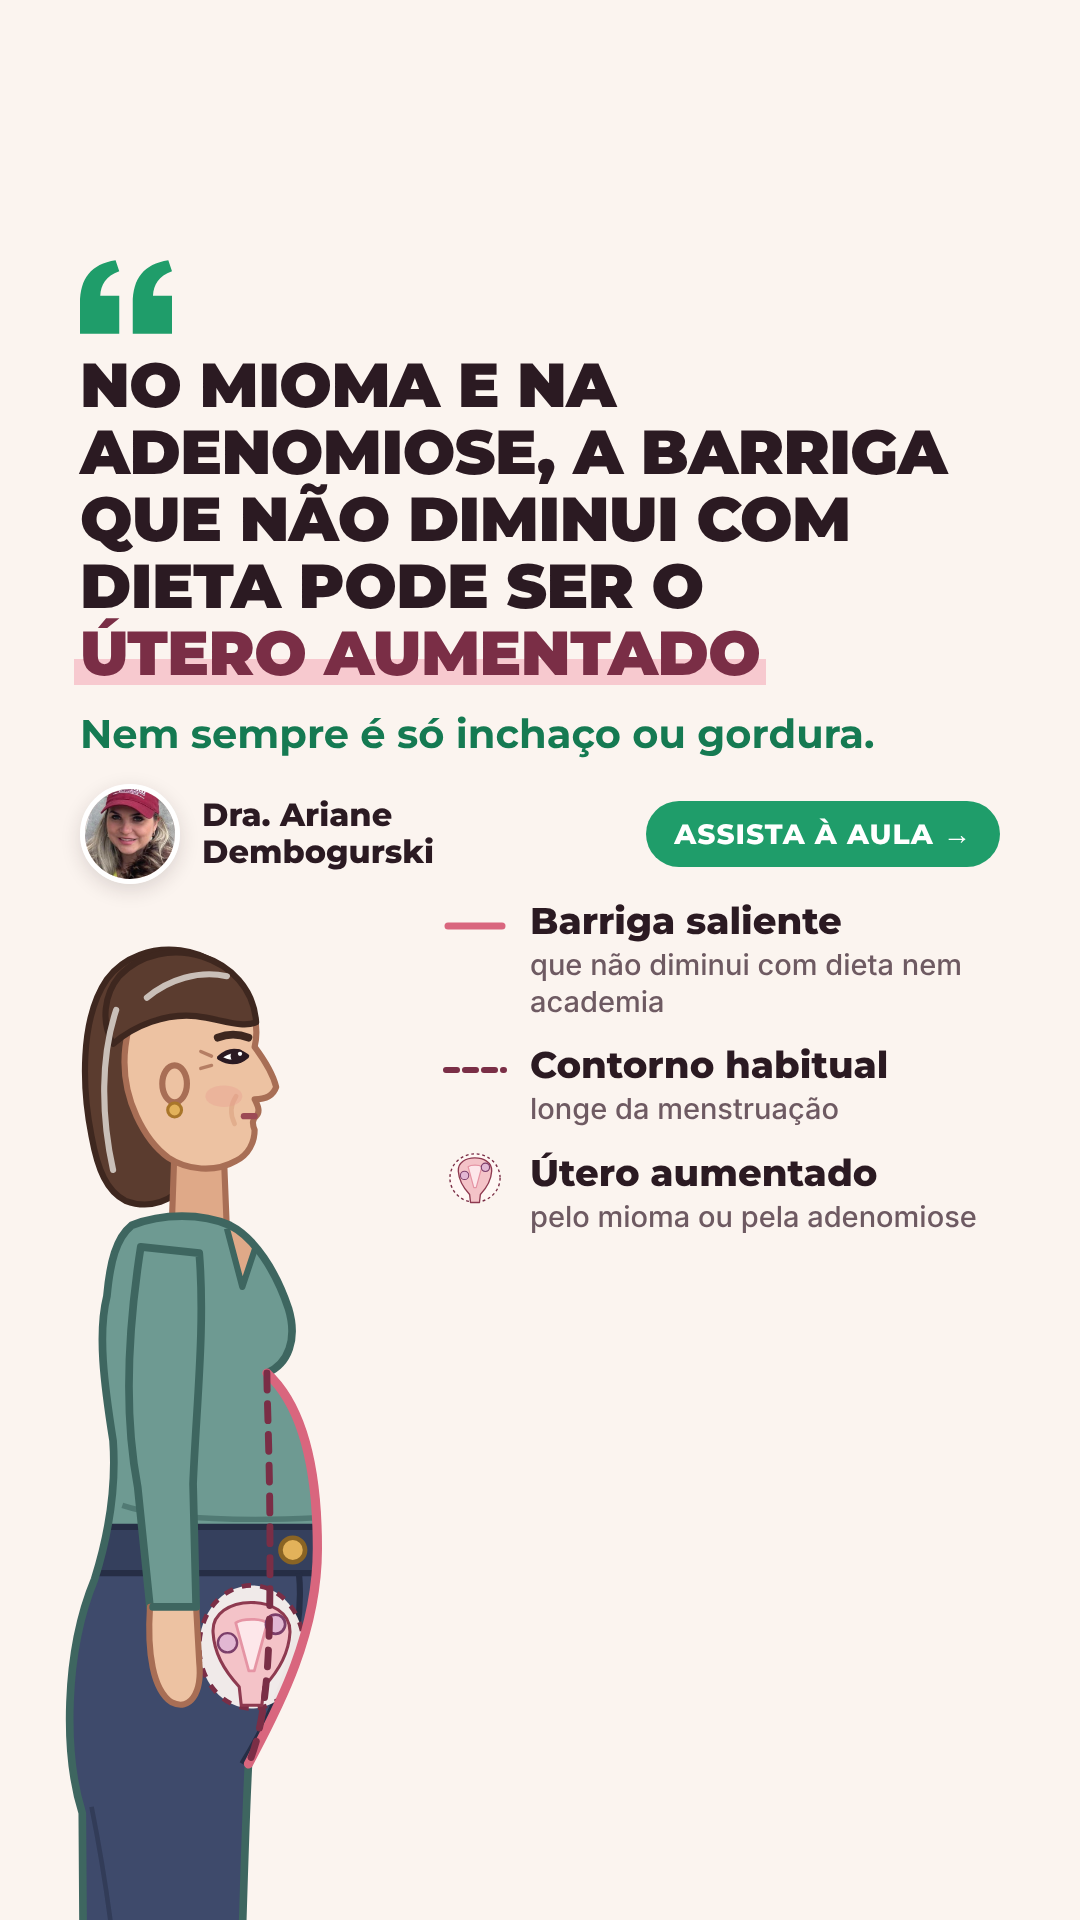 “
NO MIOMA E NA
ADENOMIOSE, A BARRIGA
QUE NÃO DIMINUI COM
DIETA PODE SER O
ÚTERO AUMENTADO
Nem sempre é só inchaço ou gordura.
Dra. Ariane
Dembogurski
ASSISTA À AULA →
Barriga saliente
que não diminui com dieta nem
academia
Contorno habitual
longe da menstruação
Útero aumentado
pelo mioma ou pela adenomiose